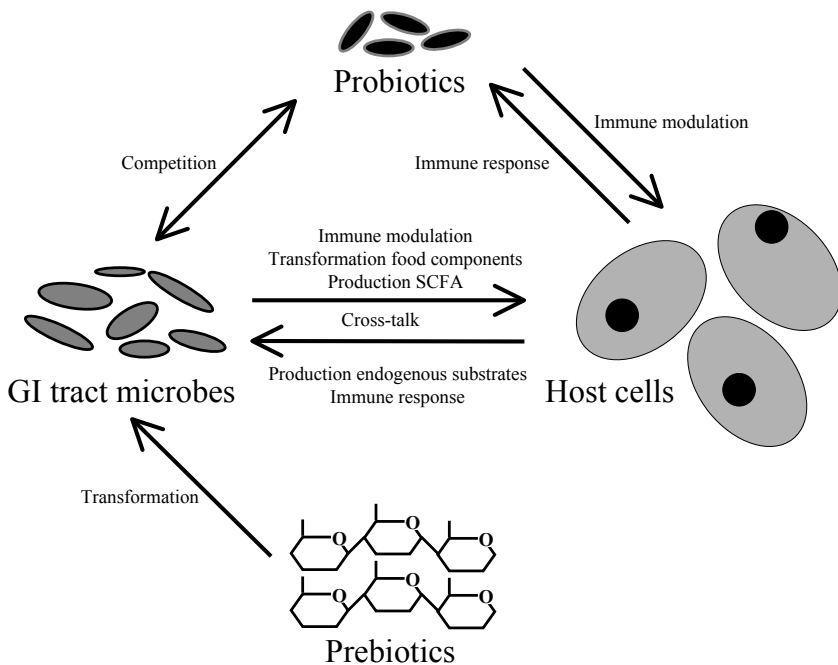 Probiotics
Immune modulation
Competition
Immune response
Immune modulation
Transformation food components
Production SCFA
Cross-talk
Production endogenous substrates
Immune response
GI tract microbes
Host cells
Transformation
O
O
O
O
O
O
Prebiotics